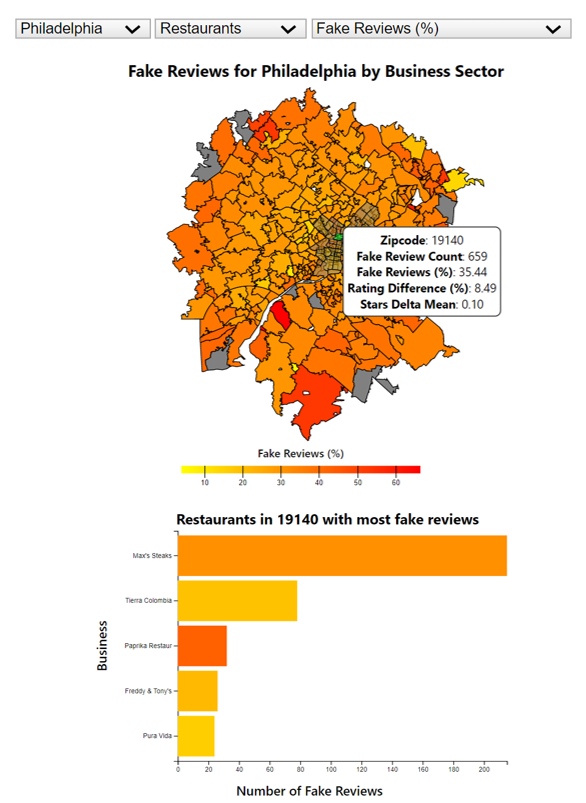 Philadelphia
Restaurants
Fake Reviews (%)
Fake Reviews for Philadelphia by Business Sector
Zipcode: 19140
Fake Review Count: 659
Fake Reviews (%): 35.44
Rating Difference (%): 8.49
Stars Delta Mean: 0.10
Fake Reviews (%)
10 20 30 40 50 60
Restaurants in 19140 with most fake reviews
Business
Max's Steaks
Tierra Colombia
Paprika Restaur
Freddy & Tony's
Pura Vida
0 20 40 60 80 100 120 140 160 180 200
Number of Fake Reviews